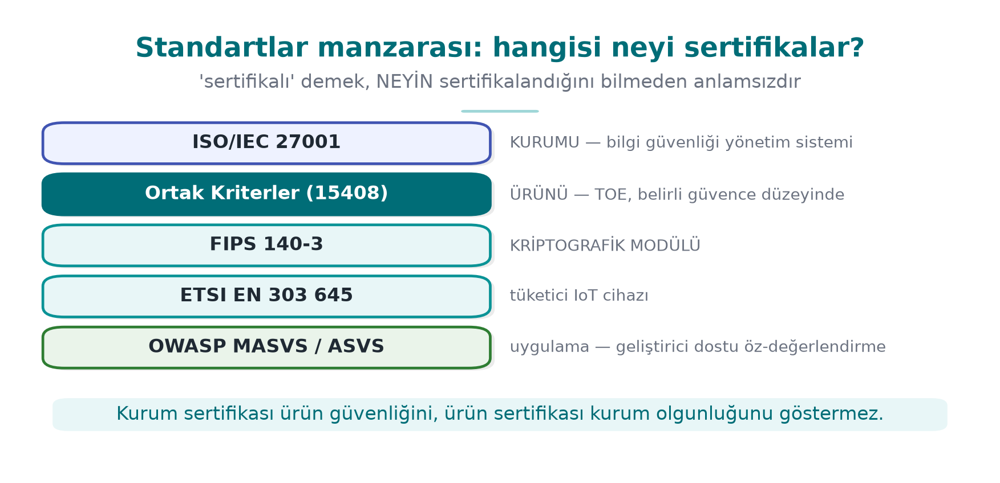 Standartlar manzarası: hangisi neyi sertifikalar?
'sertifikalı' demek, NEYİN sertifikalandığını bilmeden anlamsızdır
ISO/IEC 27001
KURUMU — bilgi güvenliği yönetim sistemi
Ortak Kriterler (15408)
ÜRÜNÜ — TOE, belirli güvence düzeyinde
FIPS 140-3
KRİPTOGRAFİK MODÜLÜ
ETSI EN 303 645
tüketici IoT cihazı
OWASP MASVS / ASVS
uygulama — geliştirici dostu öz-değerlendirme
Kurum sertifikası ürün güvenliğini, ürün sertifikası kurum olgunluğunu göstermez.